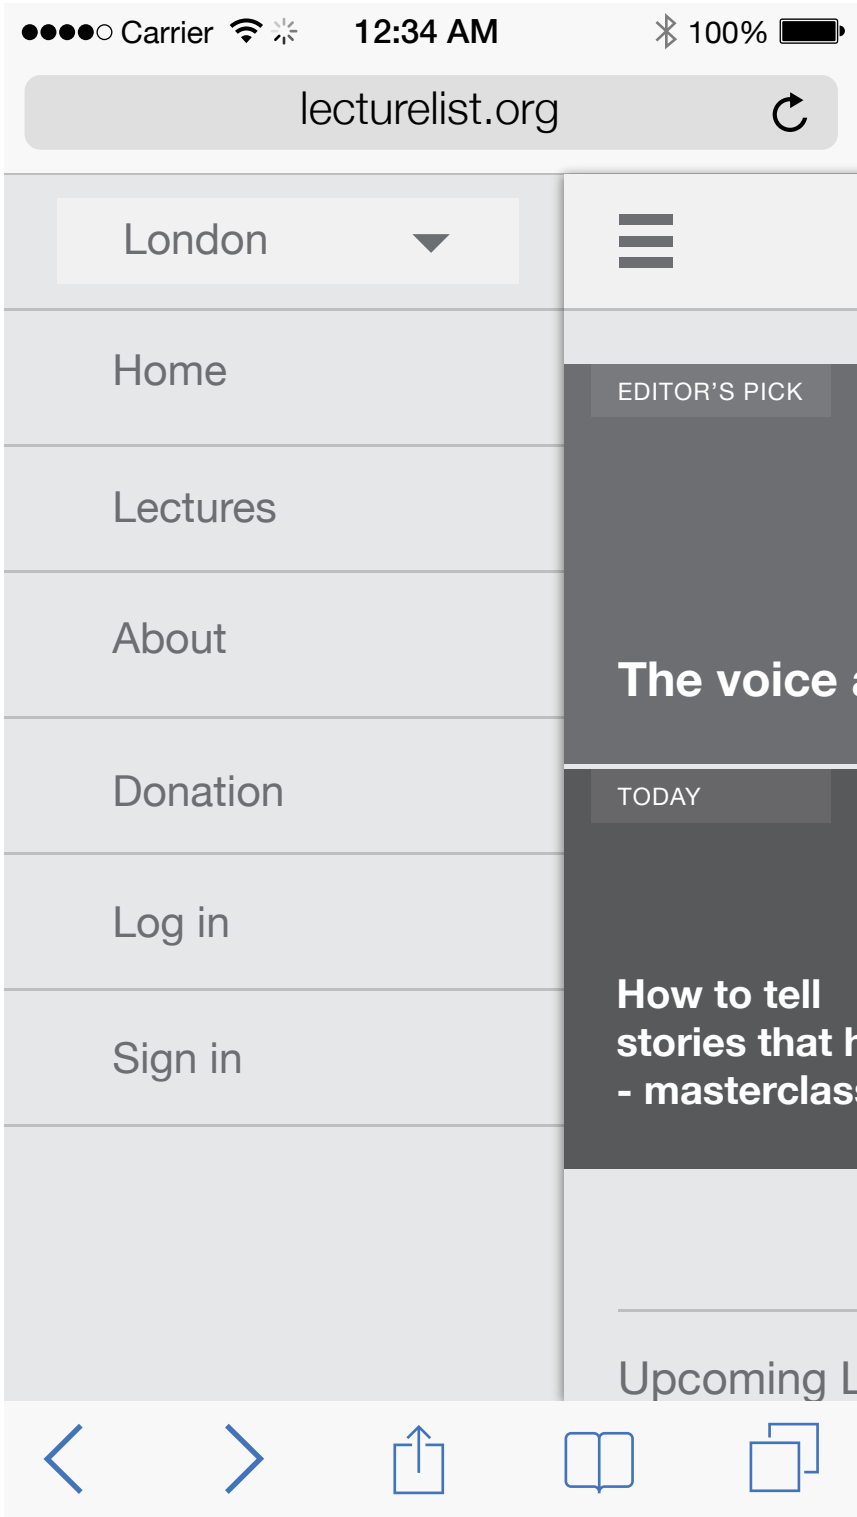 Carrier 12:34 AM 100%
lecturelist.org
London
Home
Lectures
About
Donation
Log in
Sign in
EDITOR’S PICK
The voice a
TODAY
How to tell
stories that h
- masterclass
Upcoming L